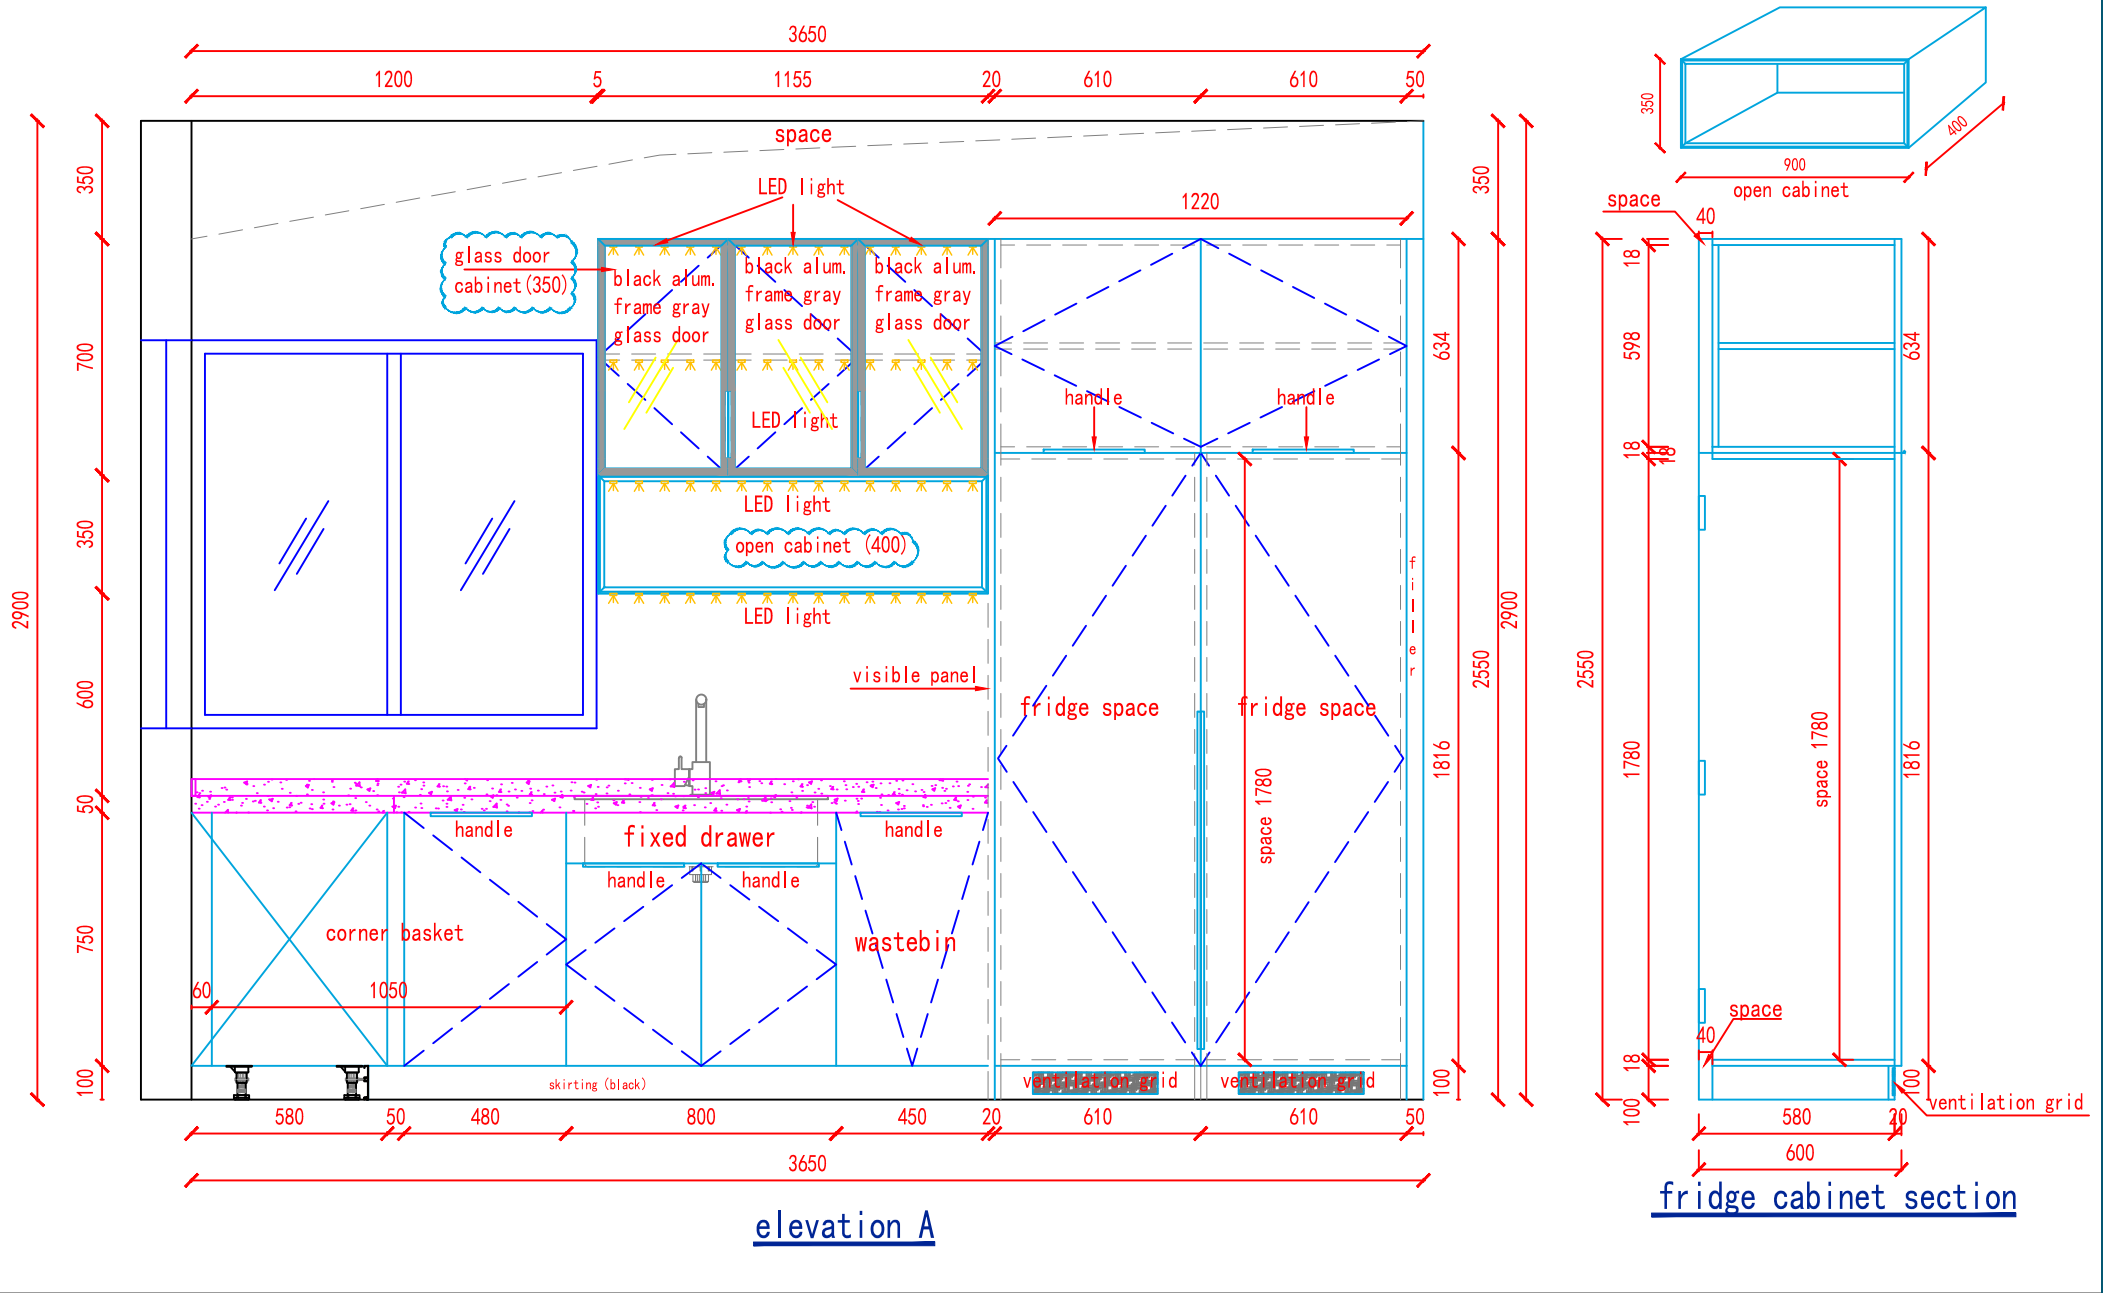 3650
1200
5
1155
20
610
610
50
space
LED light
1220
glass door
cabinet(350)
black alum.
frame gray
glass door
black alum.
frame gray
glass door
black alum.
frame gray
glass door
LED light
handle
handle
LED light
open cabinet (400)
LED light
visible panel
fridge space
fridge space
space 1780
filler
handle
fixed drawer
handle
handle
handle
corner basket
wastebin
60
1050
skirting (black)
ventilation grid
ventilation grid
580
50
480
800
450
20
610
610
50
3650
elevation A
2900
350
700
350
600
50
750
100
634
1816
100
350
2550
2900
350
900
400
open cabinet
space
40
18
598
18
18
1780
18
100
2550
634
1816
100
space 1780
space
40
ventilation grid
580
20
600
fridge cabinet section